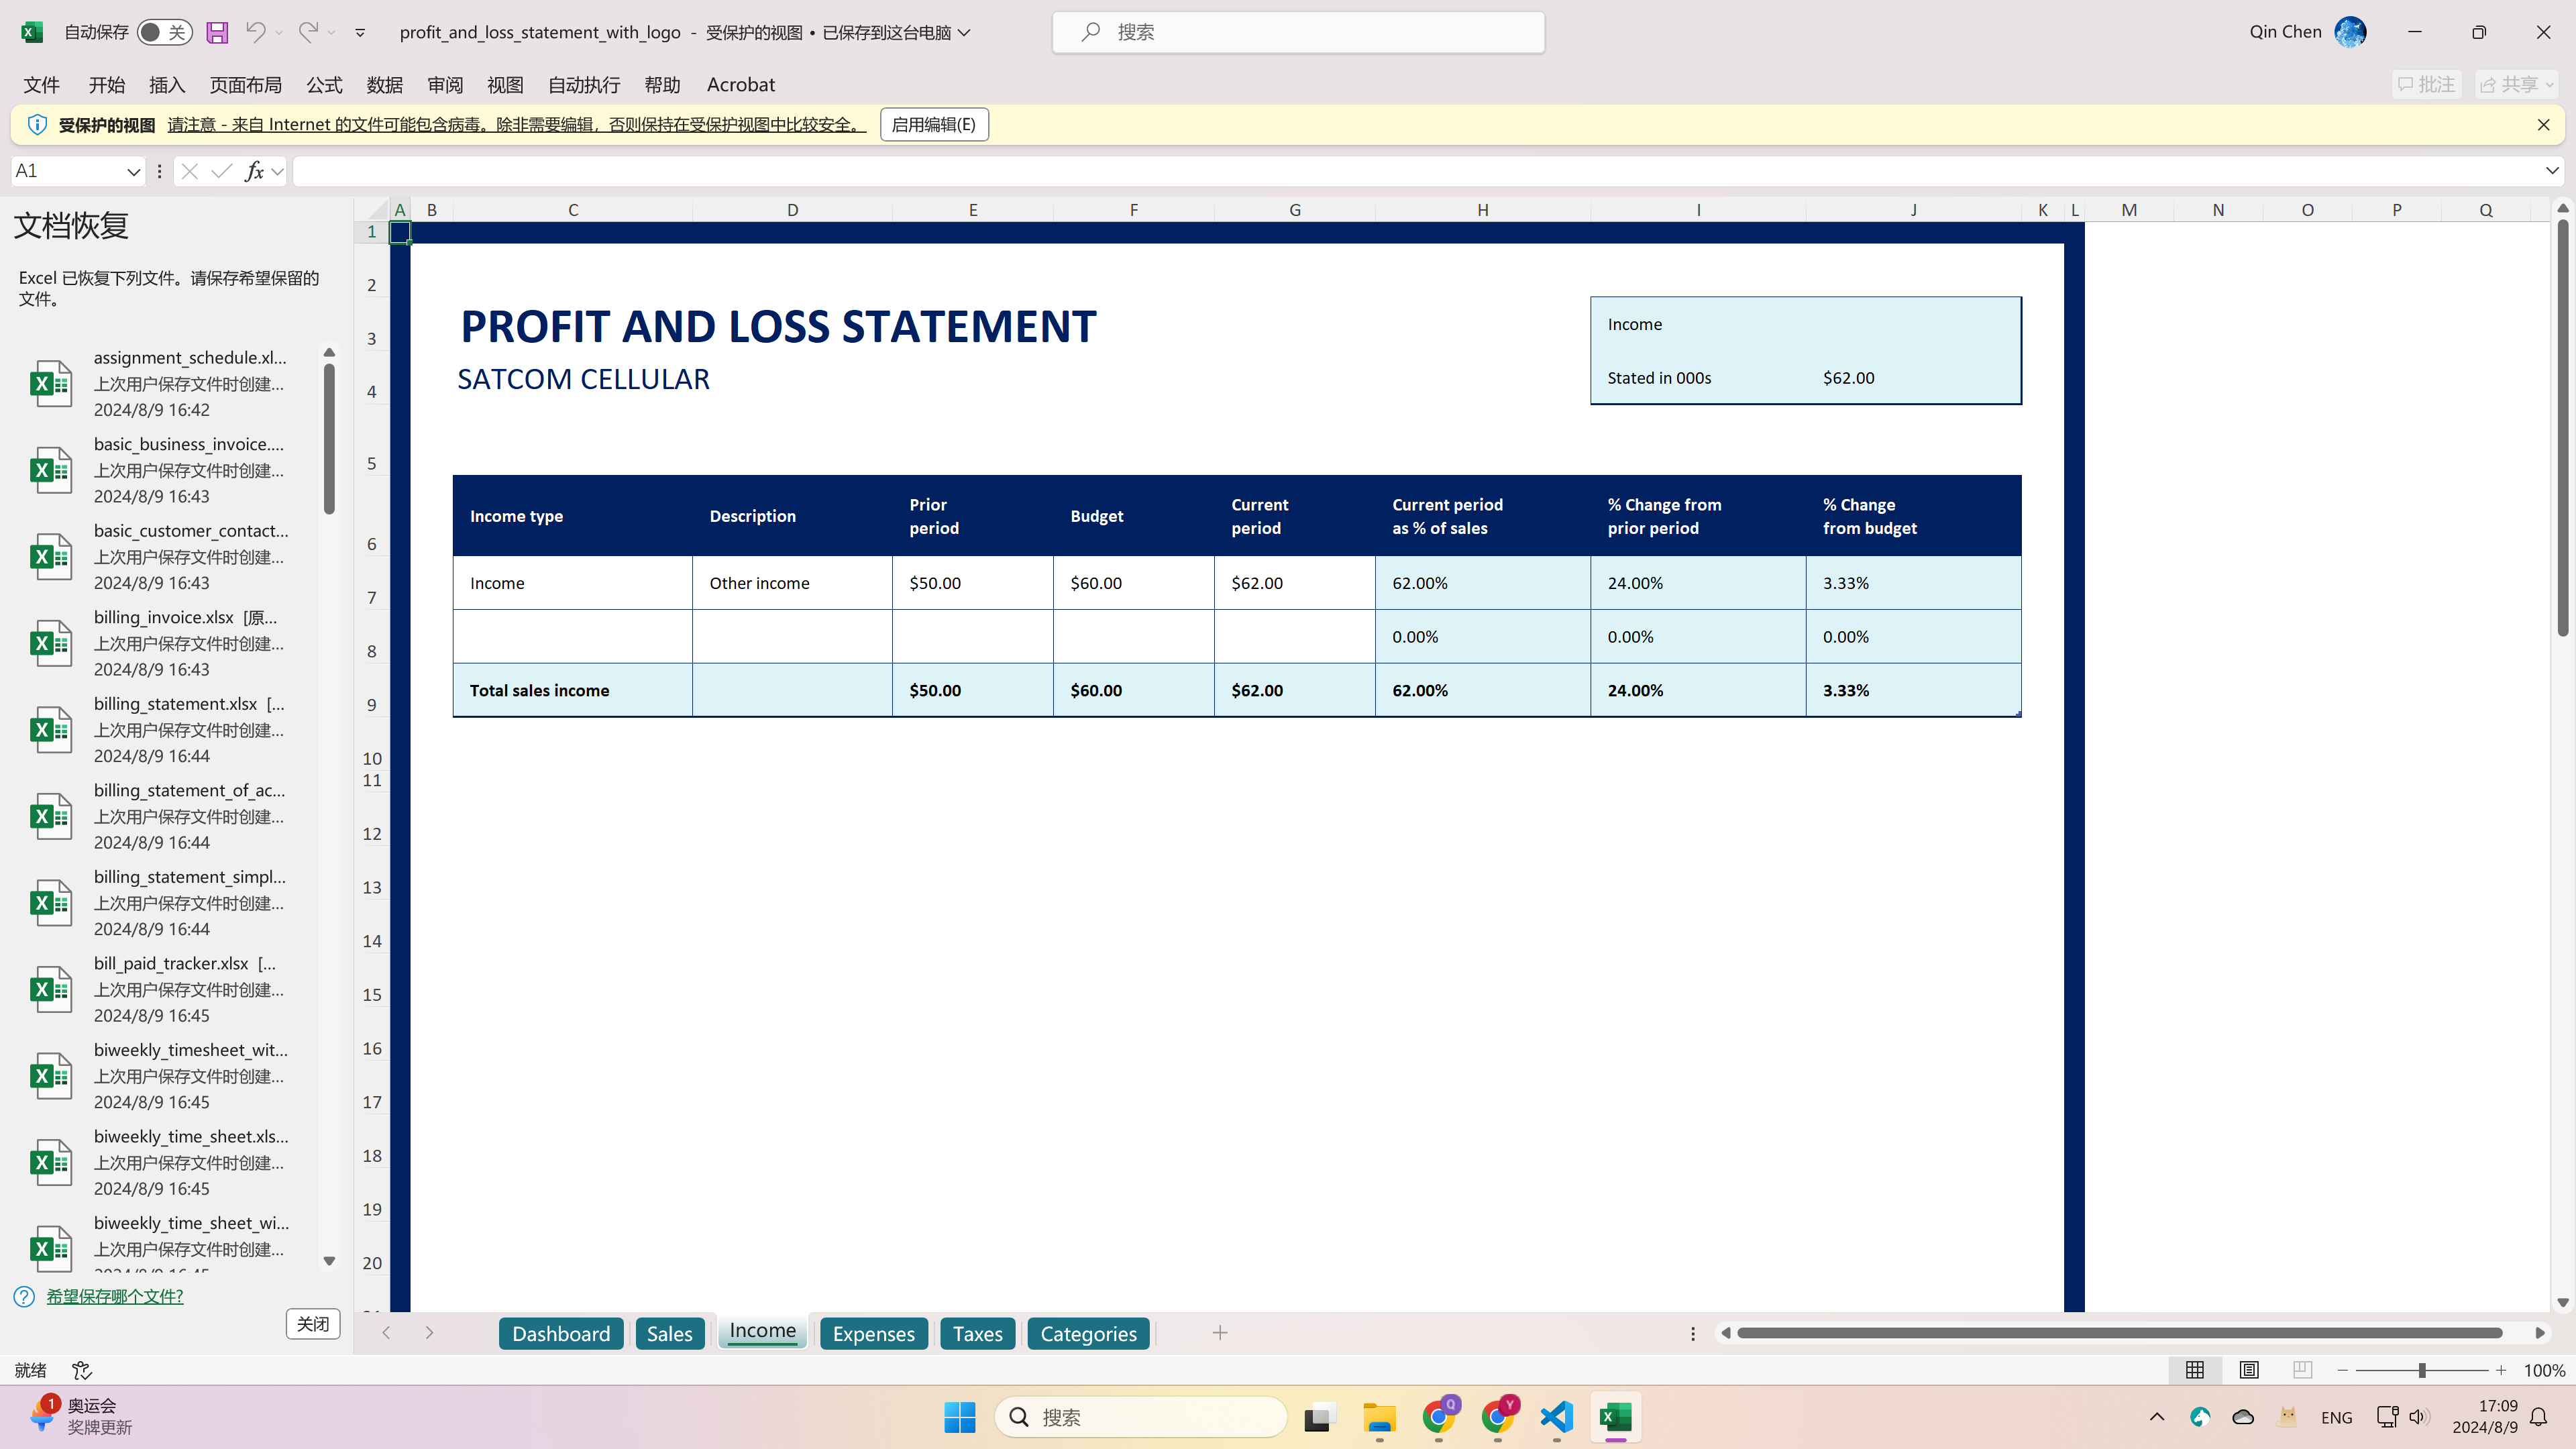 自动保存 关 profit_and_loss_statement_with_logo - 受保护的视图 • 已保存到这台电脑 搜索 Qin Chen
文件 开始 插入 页面布局 公式 数据 审阅 视图 自动执行 帮助 Acrobat 批注 共享
受保护的视图 请注意 - 来自 Internet 的文件可能包含病毒。除非需要编辑，否则保持在受保护视图中比较安全。 启用编辑(E)
A1 fx
文档恢复
Excel 已恢复下列文件。请保存希望保留的
文件。
assignment_schedule.xl...
上次用户保存文件时创建...
2024/8/9 16:42
basic_business_invoice....
上次用户保存文件时创建...
2024/8/9 16:43
basic_customer_contact...
上次用户保存文件时创建...
2024/8/9 16:43
billing_invoice.xlsx [原...
上次用户保存文件时创建...
2024/8/9 16:43
billing_statement.xlsx [...
上次用户保存文件时创建...
2024/8/9 16:44
billing_statement_of_ac...
上次用户保存文件时创建...
2024/8/9 16:44
billing_statement_simpl...
上次用户保存文件时创建...
2024/8/9 16:44
bill_paid_tracker.xlsx [...
上次用户保存文件时创建...
2024/8/9 16:45
biweekly_timesheet_wit...
上次用户保存文件时创建...
2024/8/9 16:45
biweekly_time_sheet.xls...
上次用户保存文件时创建...
2024/8/9 16:45
biweekly_time_sheet_wi...
上次用户保存文件时创建...
希望保存哪个文件?
关闭
A B C D E F G H I J K L M N O P Q
1
2
3
4
5
6
7
8
9
10
11
12
13
14
15
16
17
18
19
20
PROFIT AND LOSS STATEMENT
SATCOM CELLULAR
Income
Stated in 000s $62.00
Income type Description Prior period Budget Current period Current period as % of sales % Change from prior period % Change from budget
Income Other income $50.00 $60.00 $62.00 62.00% 24.00% 3.33%
0.00% 0.00% 0.00%
Total sales income $50.00 $60.00 $62.00 62.00% 24.00% 3.33%
Dashboard Sales Income Expenses Taxes Categories
就绪 100%
1 奥运会
奖牌更新
搜索
Q Y
ENG
17:09
2024/8/9